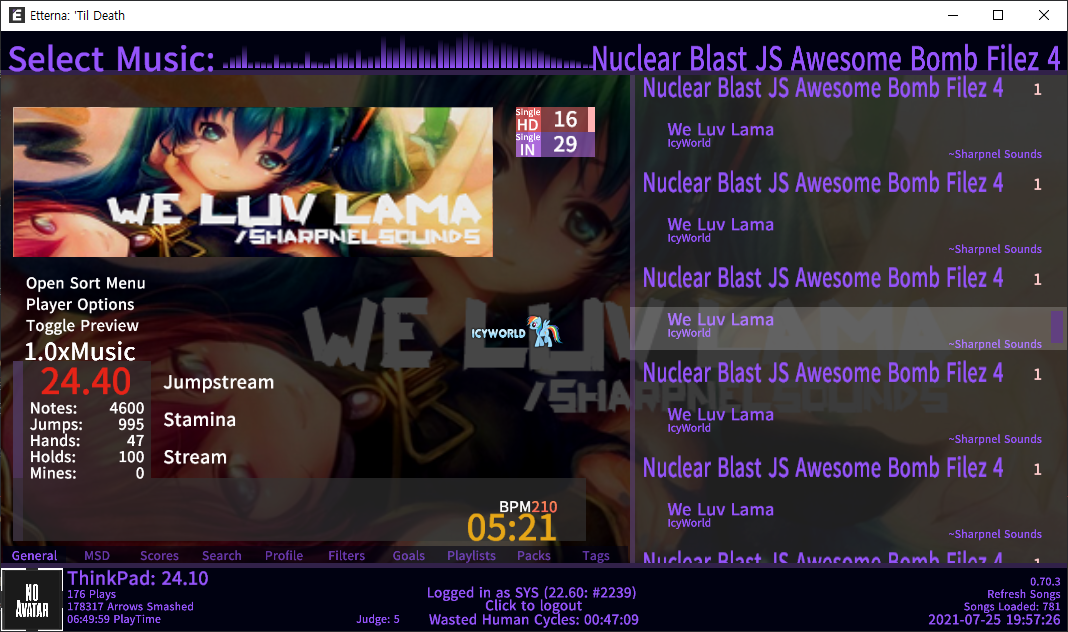 Etterna: 'Til Death
Select Music:
Nuclear Blast JS Awesome Bomb Filez 4
WE LUV LAMA
/SHARPNELSOUNDS
Single
HD
16
Single
IN
29
Open Sort Menu
Player Options
Toggle Preview
1.0xMusic
24.40
Notes: 4600
Jumps: 995
Hands: 47
Holds: 100
Mines: 0
Jumpstream
Stamina
Stream
ICYWORLD
WE LUV LAMA
/SHARPNELSOUNDS
BPM210
05:21
General MSD Scores Search Profile Filters Goals Playlists Packs Tags
Nuclear Blast JS Awesome Bomb Filez 4 1
We Luv Lama
IcyWorld
~Sharpnel Sounds
Nuclear Blast JS Awesome Bomb Filez 4 1
We Luv Lama
IcyWorld
~Sharpnel Sounds
Nuclear Blast JS Awesome Bomb Filez 4 1
We Luv Lama
IcyWorld
~Sharpnel Sounds
Nuclear Blast JS Awesome Bomb Filez 4 1
We Luv Lama
IcyWorld
~Sharpnel Sounds
Nuclear Blast JS Awesome Bomb Filez 4 1
We Luv Lama
IcyWorld
~Sharpnel Sounds
Nuclear Blast JS Awesome Bomb Filez 4 1
NO
AVATAR
ThinkPad: 24.10
176 Plays
178317 Arrows Smashed
06:49:59 PlayTime
Judge: 5
Logged in as SYS (22.60: #2239)
Click to logout
Wasted Human Cycles: 00:47:09
0.70.3
Refresh Songs
Songs Loaded: 781
2021-07-25 19:57:26